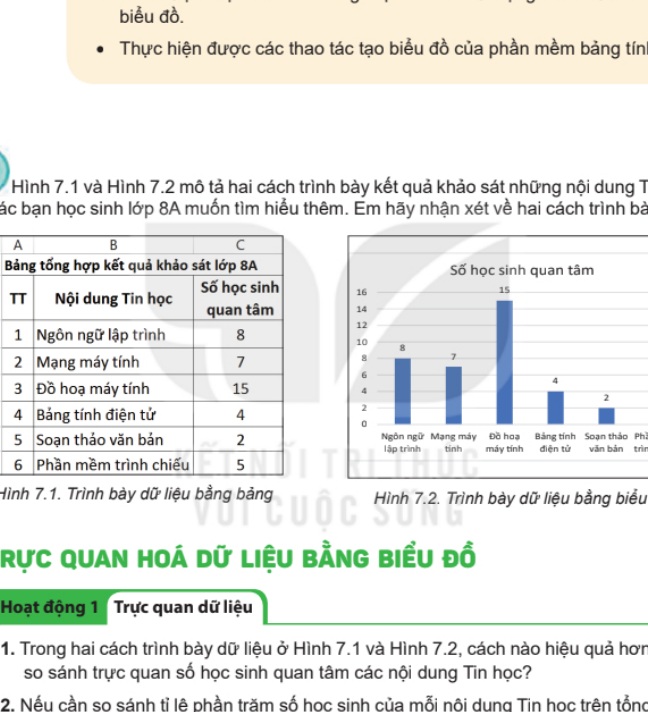 biểu đồ.
• Thực hiện được các thao tác tạo biểu đồ của phần mềm bảng tính
Hình 7.1 và Hình 7.2 mô tả hai cách trình bày kết quả khảo sát những nội dung T
ác bạn học sinh lớp 8A muốn tìm hiểu thêm. Em hãy nhận xét về hai cách trình bà
A B C
Bảng tổng hợp kết quả khảo sát lớp 8A
TT Nội dung Tin học Số học sinh quan tâm
1 Ngôn ngữ lập trình 8
2 Mạng máy tính 7
3 Đồ hoạ máy tính 15
4 Bảng tính điện tử 4
5 Soạn thảo văn bản 2
6 Phần mềm trình chiếu 5
Hình 7.1. Trình bày dữ liệu bằng bảng
Số học sinh quan tâm
16
14
12
10
8
6
4
2
0
8 7 15 4 2
Ngôn ngữ Mạng máy Đồ hoạ Bảng tính Soạn thảo
lập trình tính máy tính điện tử văn bản
Hình 7.2. Trình bày dữ liệu bằng biểu
KẾT NỐI TRI THỨC
VỚI CUỘC SỐNG
RỰC QUAN HOÁ DỮ LIỆU BẰNG BIỂU ĐỒ
Hoạt động 1 Trực quan dữ liệu
1. Trong hai cách trình bày dữ liệu ở Hình 7.1 và Hình 7.2, cách nào hiệu quả hơn
so sánh trực quan số học sinh quan tâm các nội dung Tin học?
2. Nếu cần so sánh tỉ lệ phần trăm số học sinh của mỗi nội dung Tin học trên tổng